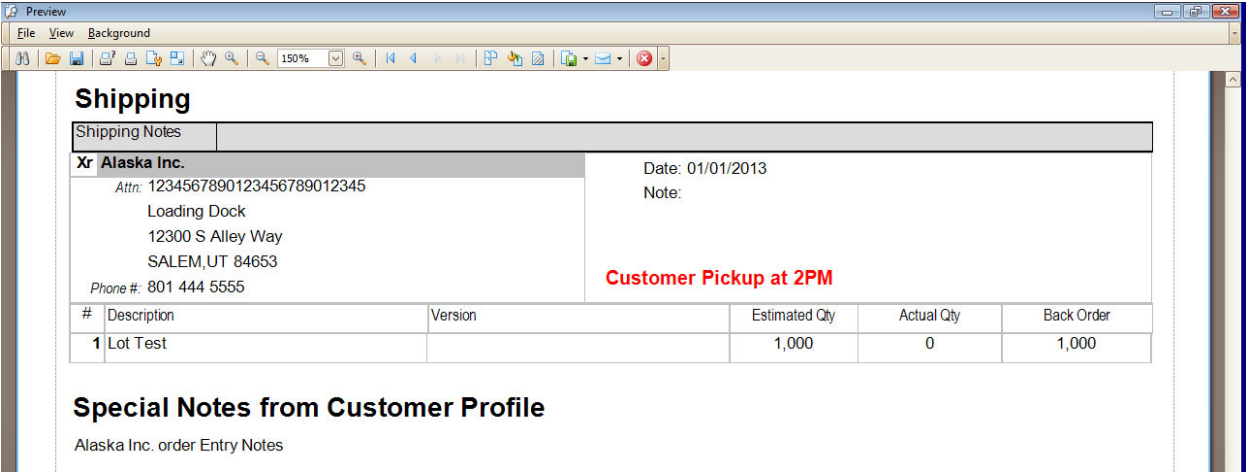 Preview
File View Background
150%
Shipping
Shipping Notes
Xr Alaska Inc.
Attn: 1234567890123456789012345
Loading Dock
12300 S Alley Way
SALEM,UT 84653
Phone #: 801 444 5555
Date: 01/01/2013
Note:
Customer Pickup at 2PM
# Description Version Estimated Qty Actual Qty Back Order
1 Lot Test 1,000 0 1,000
Special Notes from Customer Profile
Alaska Inc. order Entry Notes